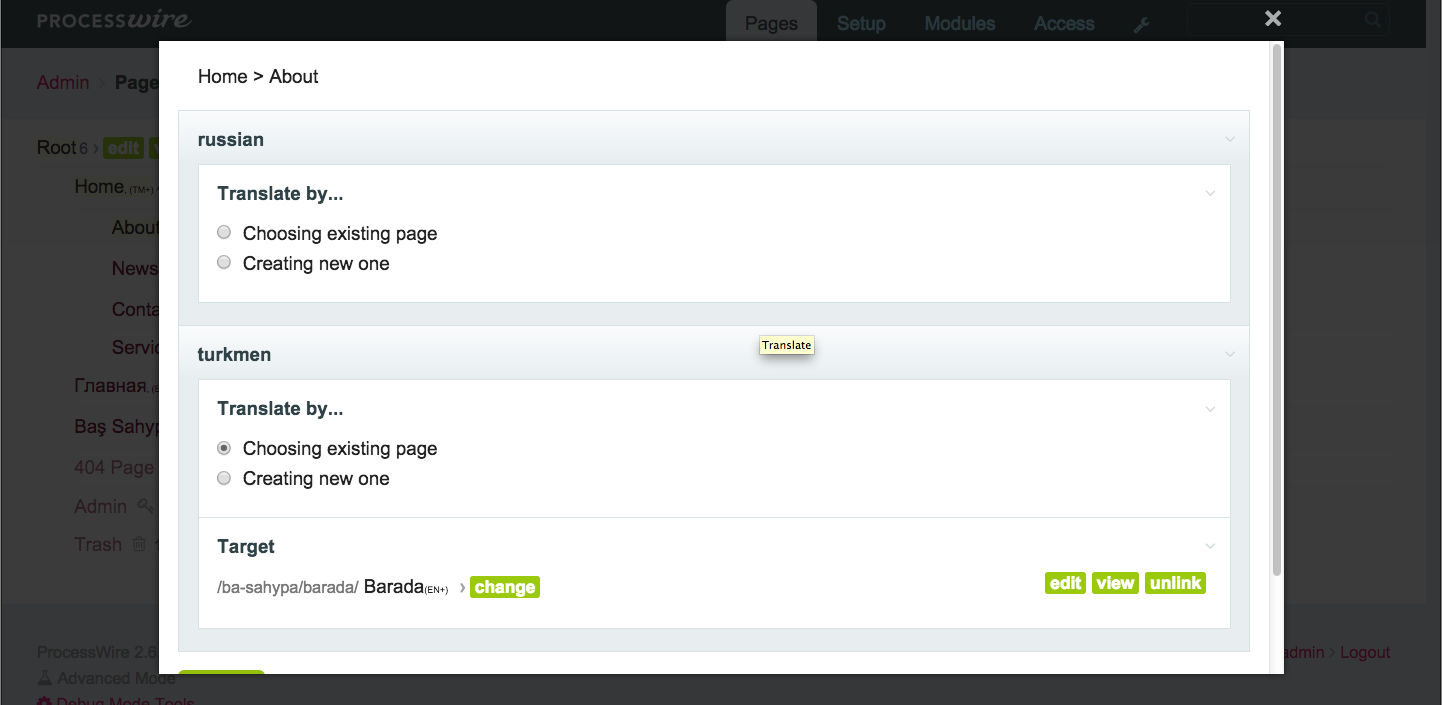 PROCESSwire
Pages Setup Modules Access
Admin › Page
Home > About
Root 6 › edit
Home (TM+)
About
News
Conta
Servic
Главная
Baş Sahyp
404 Page
Admin
Trash
russian
Translate by...
Choosing existing page
Creating new one
turkmen
Translate
Translate by...
Choosing existing page
Creating new one
Target
/ba-sahypa/barada/ Barada (EN+) › change
edit view unlink
ProcessWire 2.6
admin › Logout
Advanced Mode
Debug Mode Tools